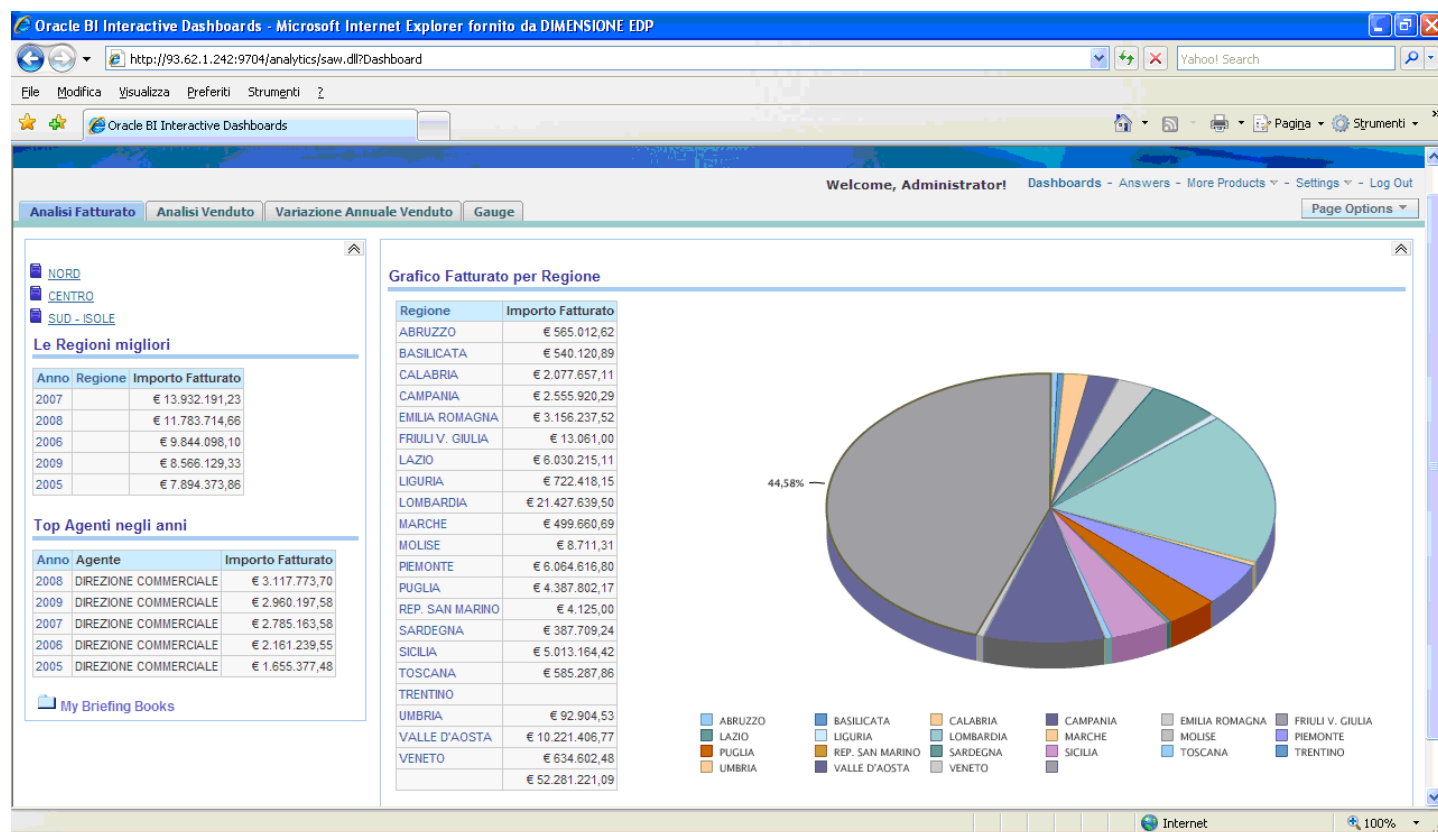 Oracle BI Interactive Dashboards - Microsoft Internet Explorer fornito da DIMENSIONE EDP
http://93.62.1.242:9704/analytics/saw.dll?Dashboard
Yahoo! Search
File Modifica Visualizza Preferiti Strumenti ?
Oracle BI Interactive Dashboards
Pagina Strumenti »
Welcome, Administrator! Dashboards - Answers - More Products - Settings - Log Out
Analisi Fatturato Analisi Venduto Variazione Annuale Venduto Gauge
Page Options
NORD
CENTRO
SUD - ISOLE
Le Regioni migliori
Anno Regione Importo Fatturato
2007 € 13.932.191,23
2008 € 11.783.714,66
2006 € 9.844.098,10
2009 € 8.566.129,33
2005 € 7.894.373,86
Top Agenti negli anni
Anno Agente Importo Fatturato
2008 DIREZIONE COMMERCIALE € 3.117.773,70
2009 DIREZIONE COMMERCIALE € 2.960.197,58
2007 DIREZIONE COMMERCIALE € 2.785.163,58
2006 DIREZIONE COMMERCIALE € 2.161.239,55
2005 DIREZIONE COMMERCIALE € 1.655.377,48
My Briefing Books
Grafico Fatturato per Regione
Regione Importo Fatturato
ABRUZZO € 565.012,62
BASILICATA € 540.120,89
CALABRIA € 2.077.657,11
CAMPANIA € 2.555.920,29
EMILIA ROMAGNA € 3.156.237,52
FRIULI V. GIULIA € 13.061,00
LAZIO € 6.030.215,11
LIGURIA € 722.418,15
LOMBARDIA € 21.427.639,50
MARCHE € 499.660,69
MOLISE € 8.711,31
PIEMONTE € 6.064.616,80
PUGLIA € 4.387.802,17
REP. SAN MARINO € 4.125,00
SARDEGNA € 387.709,24
SICILIA € 5.013.164,42
TOSCANA € 585.287,86
TRENTINO
UMBRIA € 92.904,53
VALLE D'AOSTA € 10.221.406,77
VENETO € 634.602,48
€ 52.281.221,09
44,58%
ABRUZZO BASILICATA CALABRIA CAMPANIA EMILIA ROMAGNA FRIULI V. GIULIA
LAZIO LIGURIA LOMBARDIA MARCHE MOLISE PIEMONTE
PUGLIA REP. SAN MARINO SARDEGNA SICILIA TOSCANA TRENTINO
UMBRIA VALLE D'AOSTA VENETO
Internet 100%